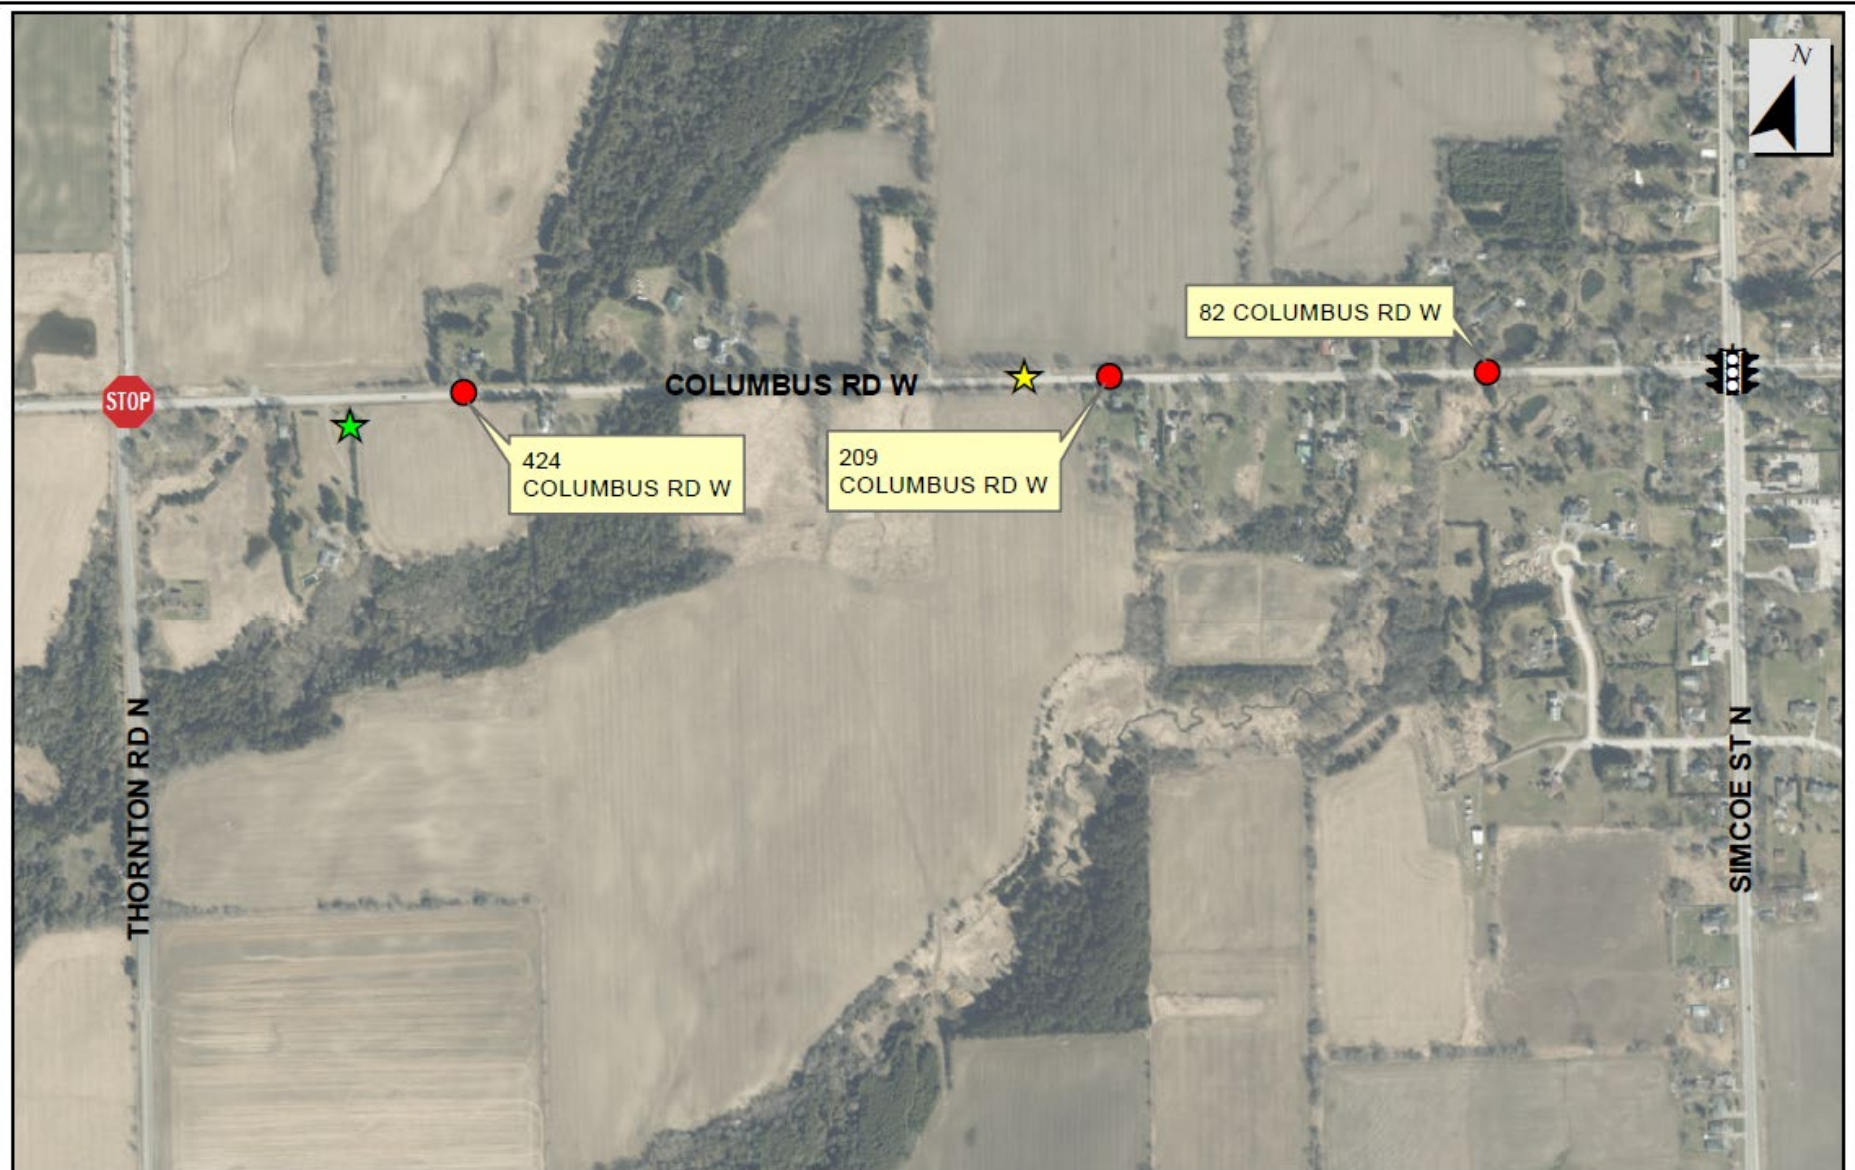 N
82 COLUMBUS RD W
COLUMBUS RD W
STOP
424
COLUMBUS RD W
209
COLUMBUS RD W
THORNTON RD N
SIMCOE ST N